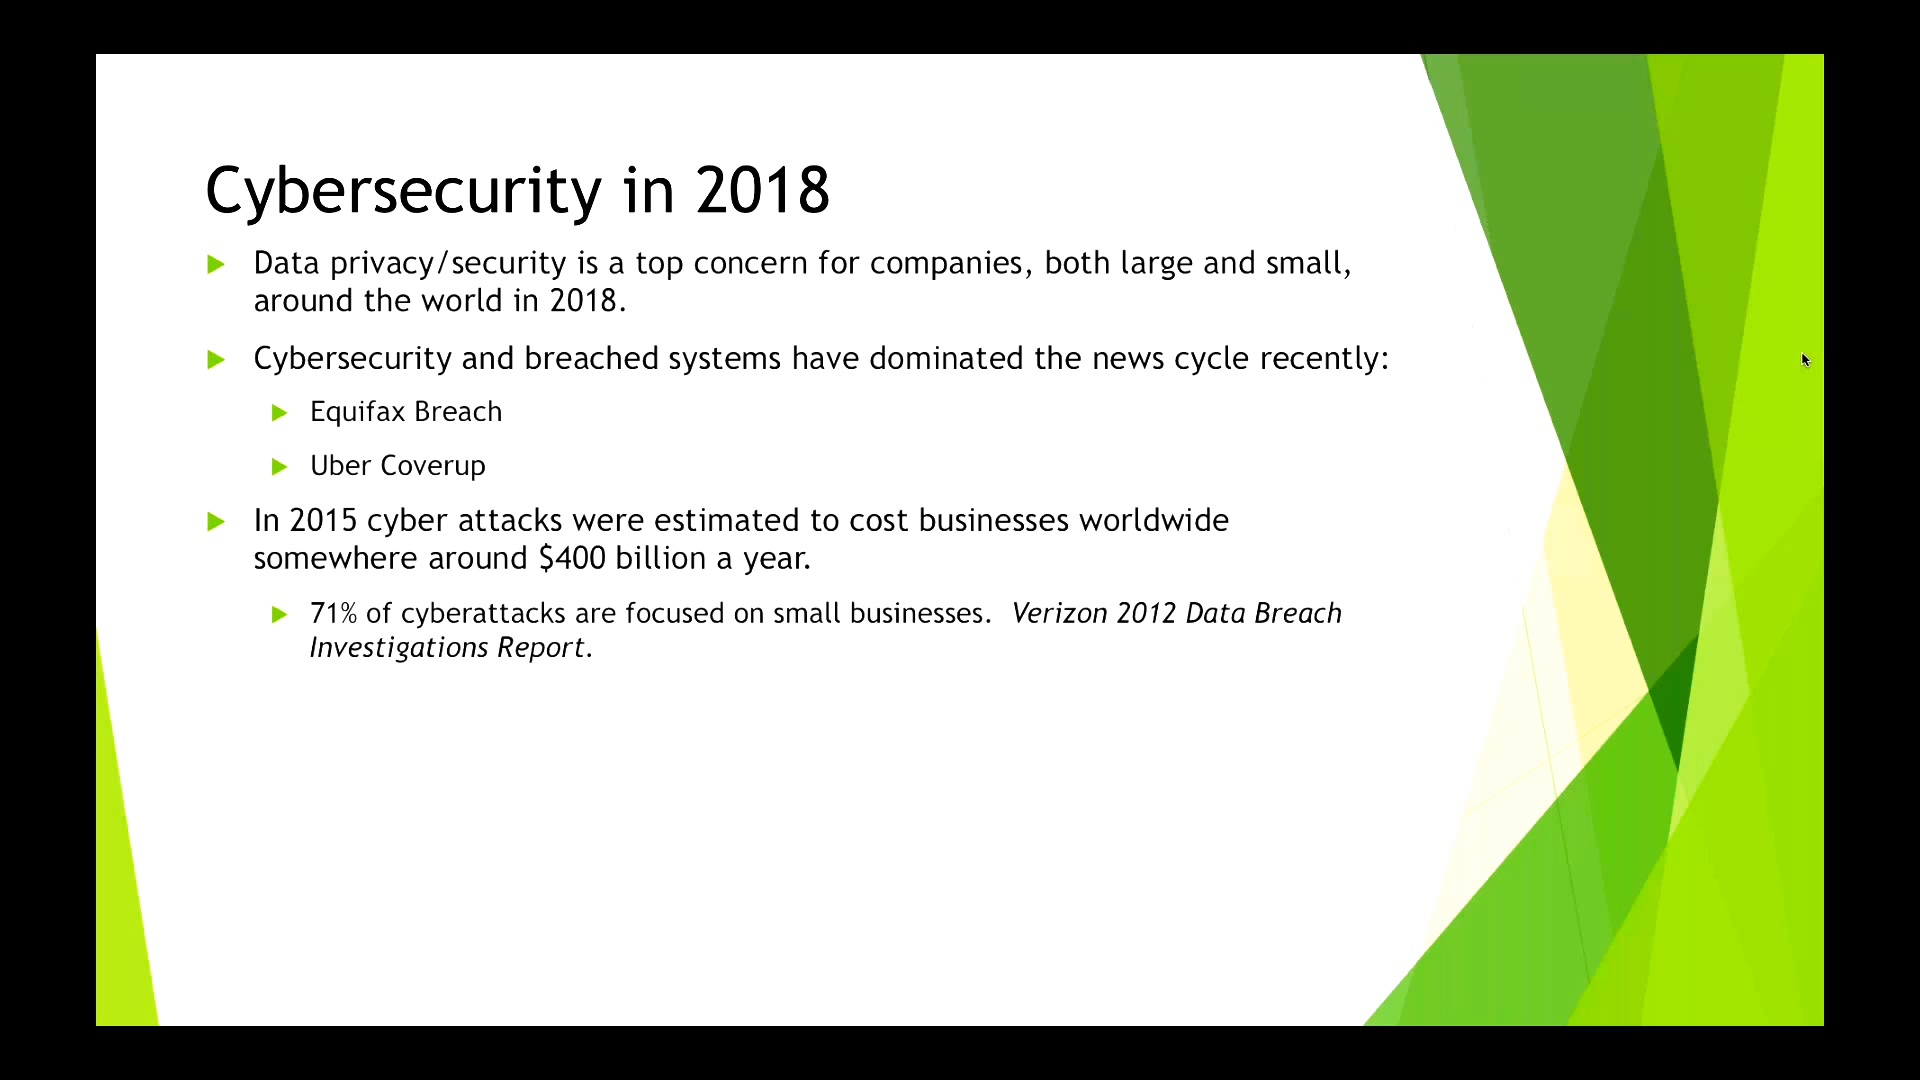 Cybersecurity in 2018
Data privacy/security is a top concern for companies, both large and small,
around the world in 2018.
Cybersecurity and breached systems have dominated the news cycle recently:
Equifax Breach
Uber Coverup
In 2015 cyber attacks were estimated to cost businesses worldwide
somewhere around $400 billion a year.
71% of cyberattacks are focused on small businesses.  Verizon 2012 Data Breach
Investigations Report.